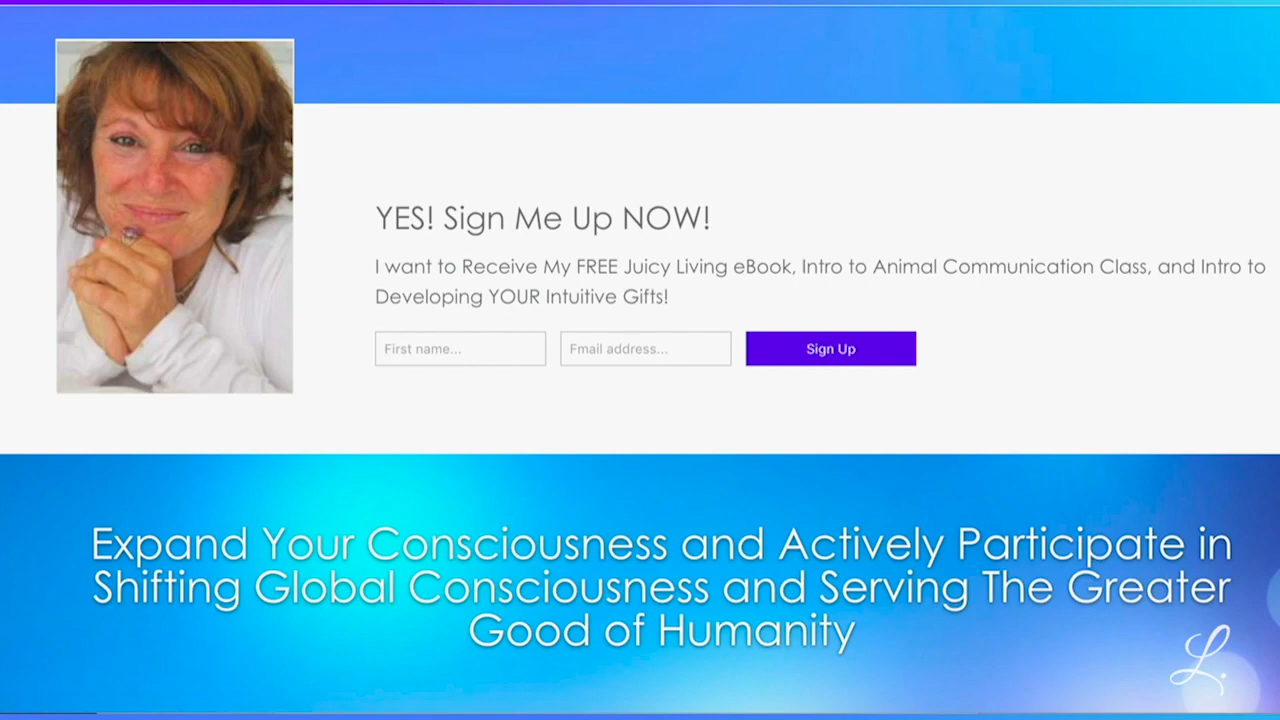 YES! Sign Me Up NOW!
I want to Receive My FREE Juicy Living eBook, Intro to Animal Communication Class, and Intro to
Developing YOUR Intuitive Gifts!
First name...
Email address...
Sign Up
Expand Your Consciousness and Actively Participate in
Shifting Global Consciousness and Serving The Greater
Good of Humanity
L.